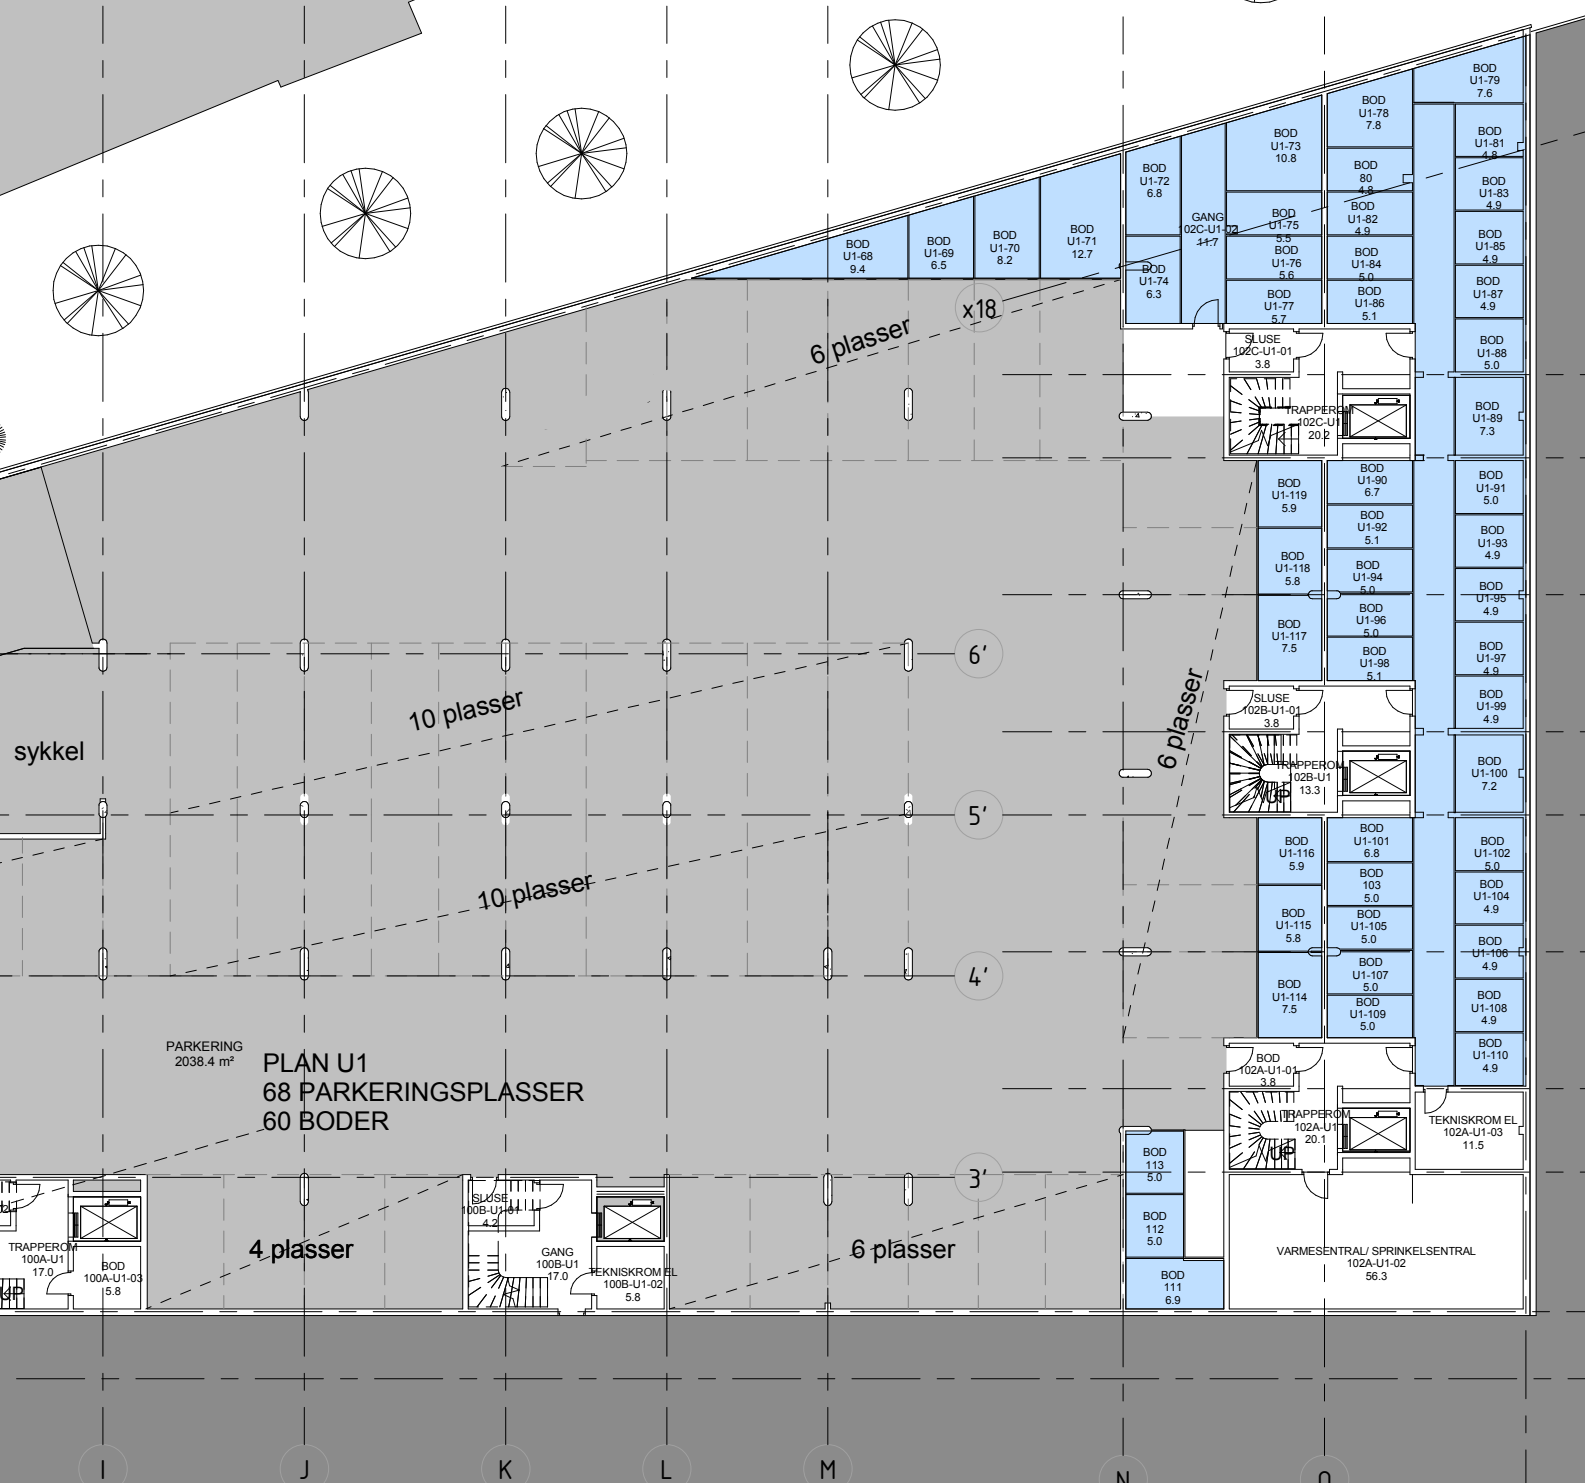 BOD
U1-79
7.6
BOD
U1-78
7.8
BOD
U1-73
10.8
BOD
U1-81
4.8
BOD
U1-72
6.8
BOD
80
4.8
BOD
U1-83
4.9
GANG
102C-U1-02
11.7
BOD
U1-75
5.5
BOD
U1-82
4.9
BOD
U1-68
9.4
BOD
U1-69
6.5
BOD
U1-70
8.2
BOD
U1-71
12.7
BOD
U1-85
4.9
BOD
U1-74
6.3
BOD
U1-76
5.6
BOD
U1-84
5.0
BOD
U1-77
5.7
BOD
U1-86
5.1
BOD
U1-87
4.9
x18
6 plasser
SLUSE
102C-U1-01
3.8
BOD
U1-88
5.0
TRAPPEROM
102C-U1
20.2
BOD
U1-89
7.3
BOD
U1-119
5.9
BOD
U1-90
6.7
BOD
U1-91
5.0
BOD
U1-92
5.1
BOD
U1-93
4.9
BOD
U1-118
5.8
BOD
U1-94
5.0
BOD
U1-95
4.9
BOD
U1-117
7.5
BOD
U1-96
5.0
BOD
U1-98
5.1
BOD
U1-97
4.9
6'
10 plasser
6 plasser
SLUSE
102B-U1-01
3.8
BOD
U1-99
4.9
sykkel
TRAPPEROM
102B-U1
13.3
UP
BOD
U1-100
7.2
5'
10 plasser
BOD
U1-116
5.9
BOD
U1-101
6.8
BOD
U1-102
5.0
BOD
103
5.0
BOD
U1-104
4.9
BOD
U1-115
5.8
BOD
U1-105
5.0
BOD
U1-106
4.9
4'
BOD
U1-114
7.5
BOD
U1-107
5.0
BOD
U1-109
5.0
BOD
U1-108
4.9
BOD
U1-110
4.9
PARKERING
2038.4 m²
PLAN U1
68 PARKERINGSPLASSER
60 BODER
BOD
102A-U1-01
3.8
TRAPPEROM
102A-U1
20.1
UP
TEKNISKROM EL
102A-U1-03
11.5
3'
BOD
113
5.0
BOD
112
5.0
BOD
111
6.9
VARMESENTRAL/ SPRINKELSENTRAL
102A-U1-02
56.3
TRAPPEROM
100A-U1
17.0
UP
BOD
100A-U1-03
5.8
4 plasser
SLUSE
100B-U1-01
4.2
GANG
100B-U1
17.0
TEKNISKROM EL
100B-U1-02
5.8
6 plasser
I
J
K
L
M
N
O